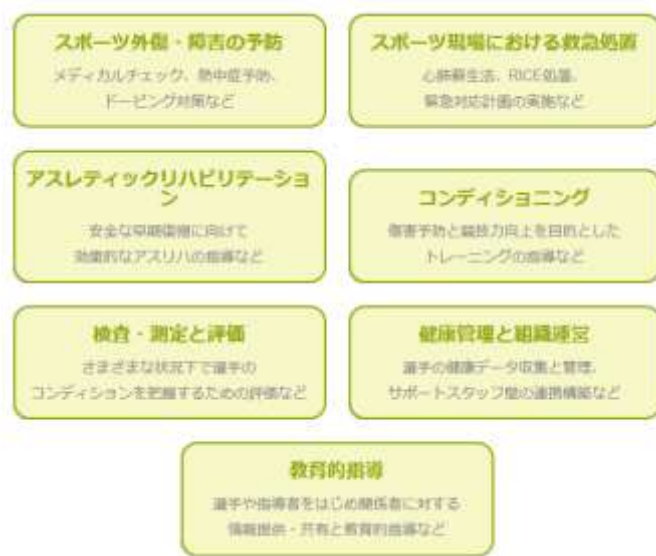 スポーツ外傷・障害の予防
メディカルチェック、熱中症予防、
ドーピング対策など
スポーツ現場における救急処置
心肺蘇生法、RICE処置、
緊急対応計画の実施など
アスレティックリハビリテーショ
ン
安全な早期復帰に向けて
効果的なアスリハの指導など
コンディショニング
傷害予防と競技力向上を目的とした
トレーニングの指導など
検査・測定と評価
さまざまな状況下で選手の
コンディションを把握するための評価など
健康管理と組織運営
選手の健康データ収集と管理、
サポートスタッフ間の連携構築など
教育的指導
選手や指導者をはじめ関係者に対する
情報提供・共有と教育的指導など